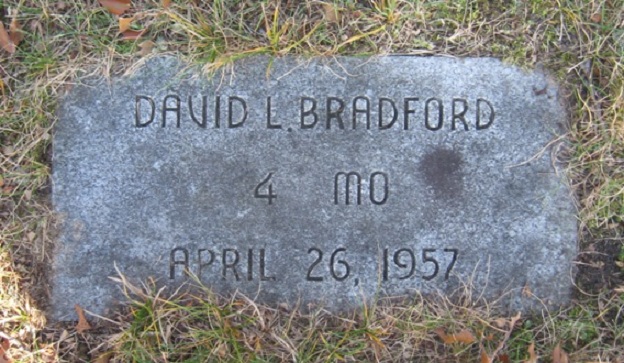 DAVID L. BRADFORD
4 MO
APRIL 26, 1957